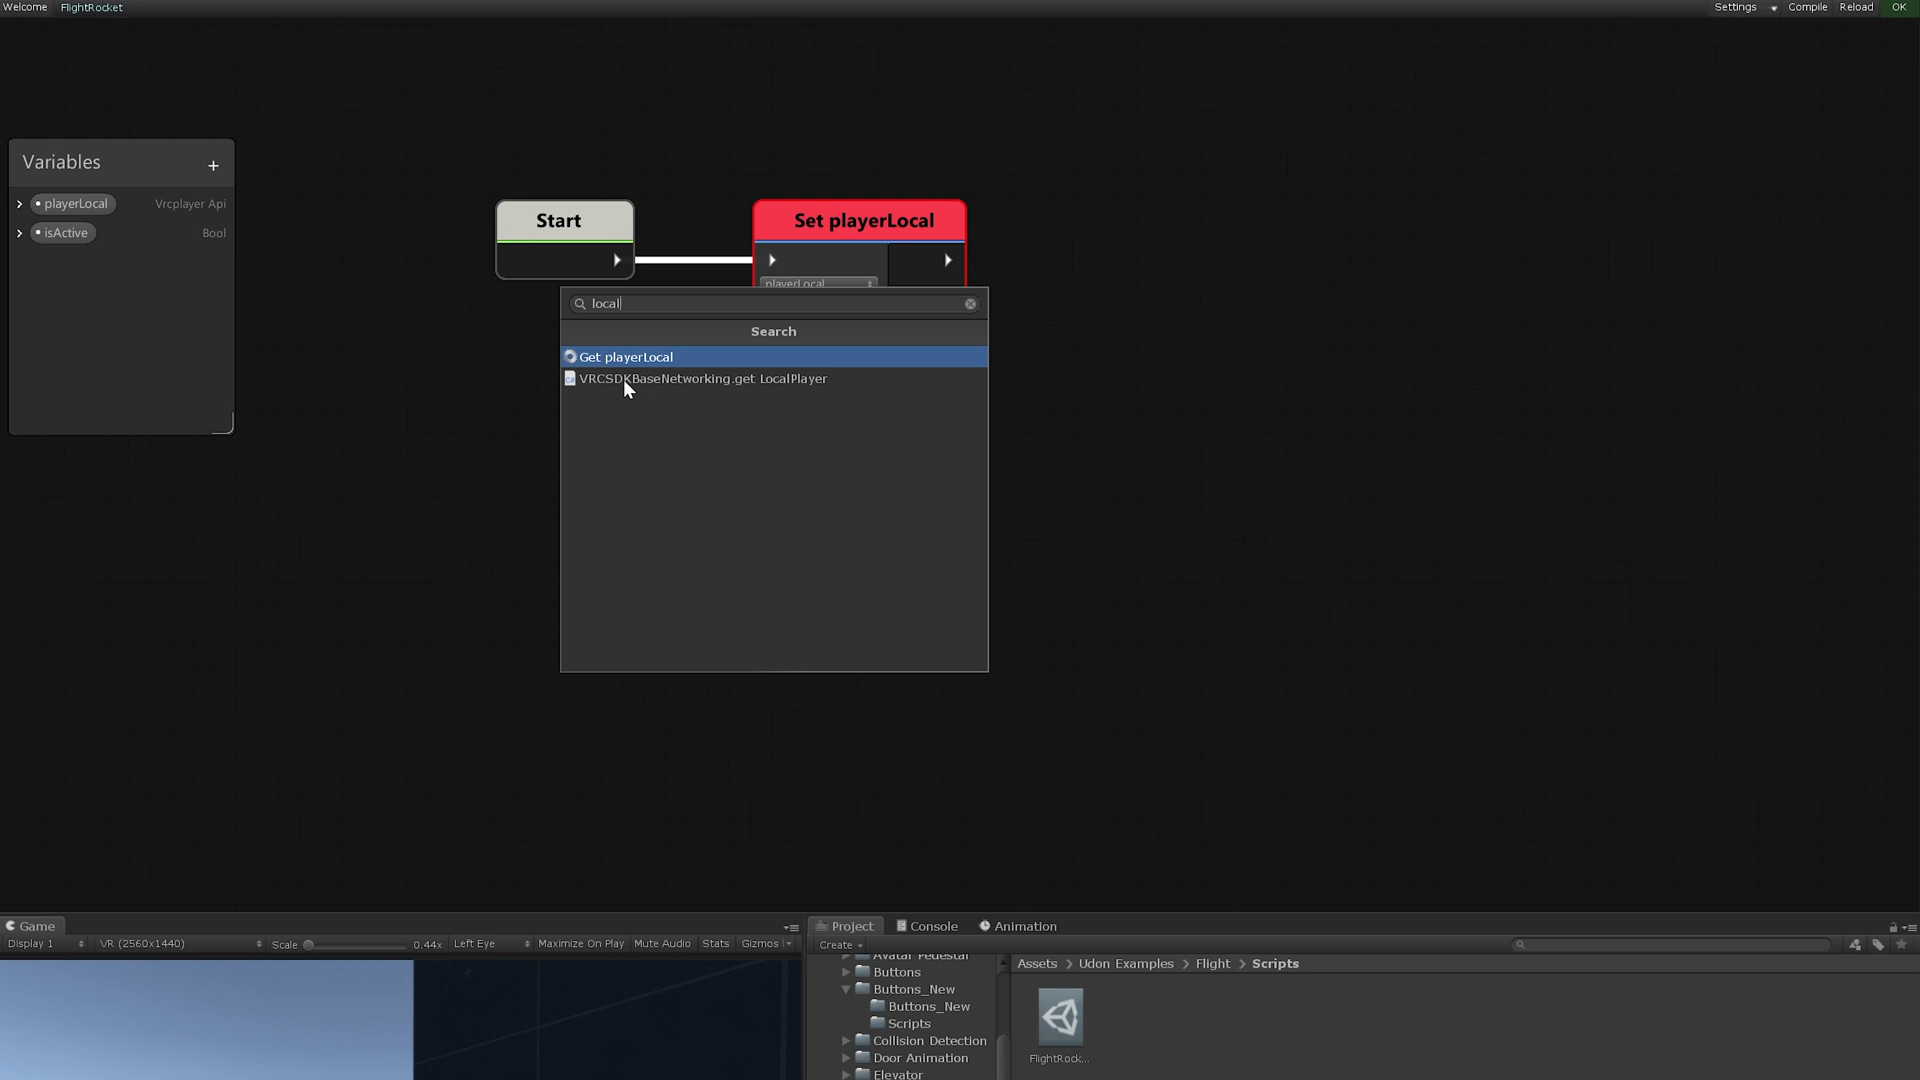 Welcome FlightRocket Settings Compile Reload OK
Variables +
playerLocal Vrcplayer Api
isActive Bool
Start
Set playerLocal
playerLocal
local
Search
Get playerLocal
VRCSDKBaseNetworking.get LocalPlayer
Game
Display 1 VR (2560x1440) Scale 0.44x Left Eye Maximize On Play Mute Audio Stats Gizmos
Project Console Animation
Create
Avatar Pedestal
Buttons
Buttons_New
Buttons_New
Scripts
Collision Detection
Door Animation
Elevator
Assets > Udon Examples > Flight > Scripts
FlightRock...